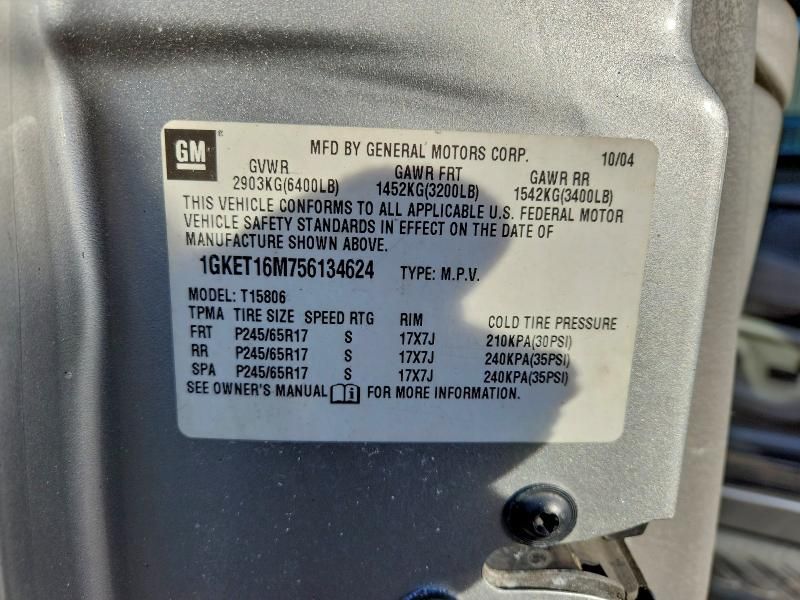 GM
MFD BY GENERAL MOTORS CORP. 10/04
GVWR GAWR FRT GAWR RR
2903KG(6400LB) 1452KG(3200LB) 1542KG(3400LB)
THIS VEHICLE CONFORMS TO ALL APPLICABLE U.S. FEDERAL MOTOR
VEHICLE SAFETY STANDARDS IN EFFECT ON THE DATE OF
MANUFACTURE SHOWN ABOVE.
1GKET16M756134624 TYPE: M.P.V.
MODEL: T15806
TPMA TIRE SIZE SPEED RTG RIM COLD TIRE PRESSURE
FRT P245/65R17 S 17X7J 210KPA(30PSI)
RR P245/65R17 S 17X7J 240KPA(35PSI)
SPA P245/65R17 S 17X7J 240KPA(35PSI)
SEE OWNER'S MANUAL i FOR MORE INFORMATION.